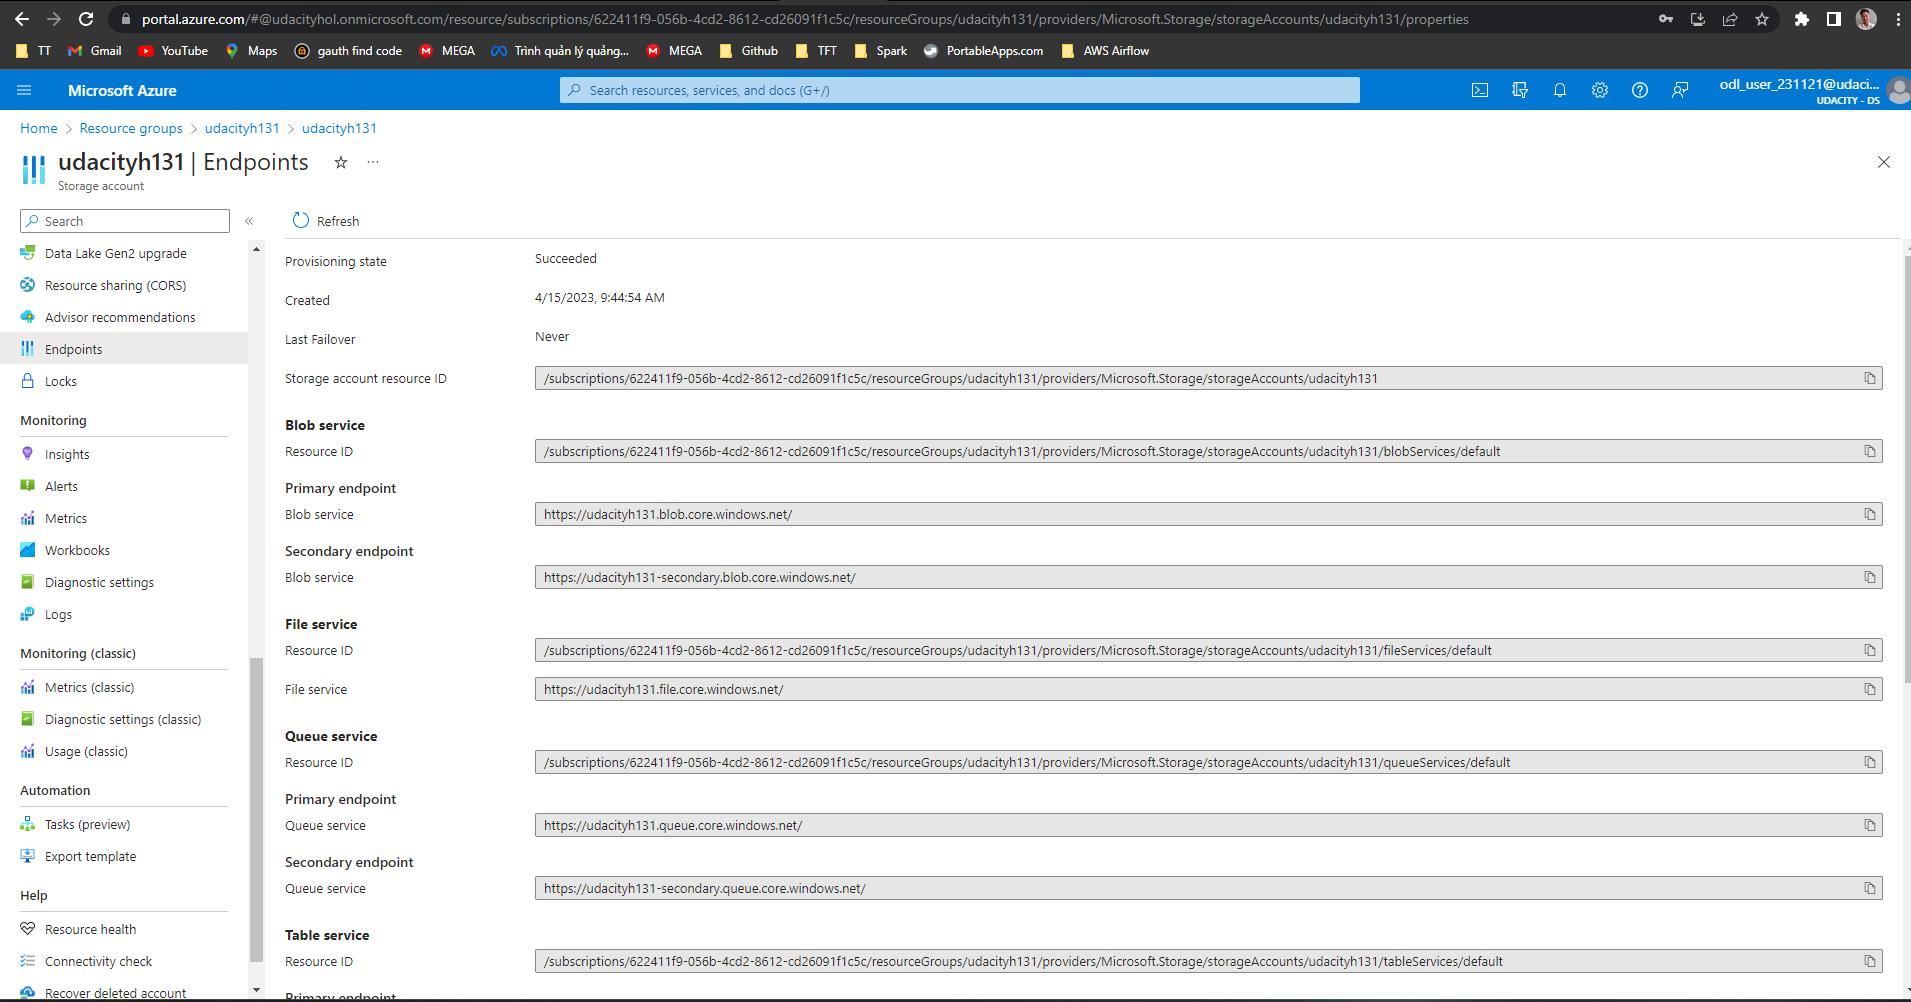 portal.azure.com/#@udacityhol.onmicrosoft.com/resource/subscriptions/622411f9-056b-4cd2-8612-cd26091f1c5c/resourceGroups/udacityh131/providers/Microsoft.Storage/storageAccounts/udacityh131/properties
TT Gmail YouTube Maps gauth find code MEGA Trình quản lý quảng... MEGA Github TFT Spark PortableApps.com AWS Airflow
Microsoft Azure
Search resources, services, and docs (G+/)
odl_user_231121@udaci...
UDACITY - DS
Home > Resource groups > udacityh131 > udacityh131
udacityh131 | Endpoints
Storage account
Search
Data Lake Gen2 upgrade
Resource sharing (CORS)
Advisor recommendations
Endpoints
Locks
Monitoring
Insights
Alerts
Metrics
Workbooks
Diagnostic settings
Logs
Monitoring (classic)
Metrics (classic)
Diagnostic settings (classic)
Usage (classic)
Automation
Tasks (preview)
Export template
Help
Resource health
Connectivity check
Recover deleted account
Refresh
Provisioning state Succeeded
Created 4/15/2023, 9:44:54 AM
Last Failover Never
Storage account resource ID /subscriptions/622411f9-056b-4cd2-8612-cd26091f1c5c/resourceGroups/udacityh131/providers/Microsoft.Storage/storageAccounts/udacityh131
Blob service
Resource ID /subscriptions/622411f9-056b-4cd2-8612-cd26091f1c5c/resourceGroups/udacityh131/providers/Microsoft.Storage/storageAccounts/udacityh131/blobServices/default
Primary endpoint
Blob service https://udacityh131.blob.core.windows.net/
Secondary endpoint
Blob service https://udacityh131-secondary.blob.core.windows.net/
File service
Resource ID /subscriptions/622411f9-056b-4cd2-8612-cd26091f1c5c/resourceGroups/udacityh131/providers/Microsoft.Storage/storageAccounts/udacityh131/fileServices/default
File service https://udacityh131.file.core.windows.net/
Queue service
Resource ID /subscriptions/622411f9-056b-4cd2-8612-cd26091f1c5c/resourceGroups/udacityh131/providers/Microsoft.Storage/storageAccounts/udacityh131/queueServices/default
Primary endpoint
Queue service https://udacityh131.queue.core.windows.net/
Secondary endpoint
Queue service https://udacityh131-secondary.queue.core.windows.net/
Table service
Resource ID /subscriptions/622411f9-056b-4cd2-8612-cd26091f1c5c/resourceGroups/udacityh131/providers/Microsoft.Storage/storageAccounts/udacityh131/tableServices/default
Primary endpoint